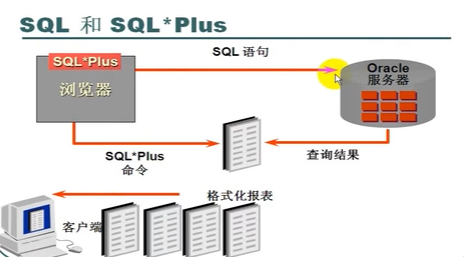 SQL 和 SQL*Plus
SQL*Plus
浏览器
SQL 语句
Oracle
服务器
SQL*Plus
命令
查询结果
格式化报表
客户端